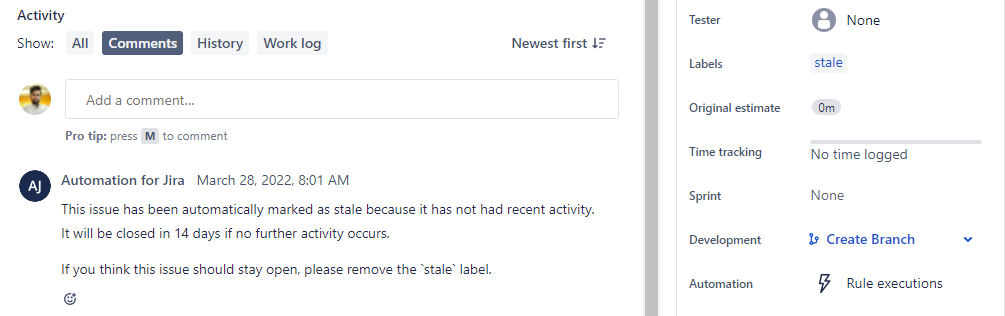 Activity
Show: All Comments History Work log Newest first
Add a comment...
Pro tip: press M to comment
AJ Automation for Jira March 28, 2022, 8:01 AM
This issue has been automatically marked as stale because it has not had recent activity.
It will be closed in 14 days if no further activity occurs.
If you think this issue should stay open, please remove the `stale` label.
Tester None
Labels stale
Original estimate 0m
Time tracking No time logged
Sprint None
Development Create Branch
Automation Rule executions